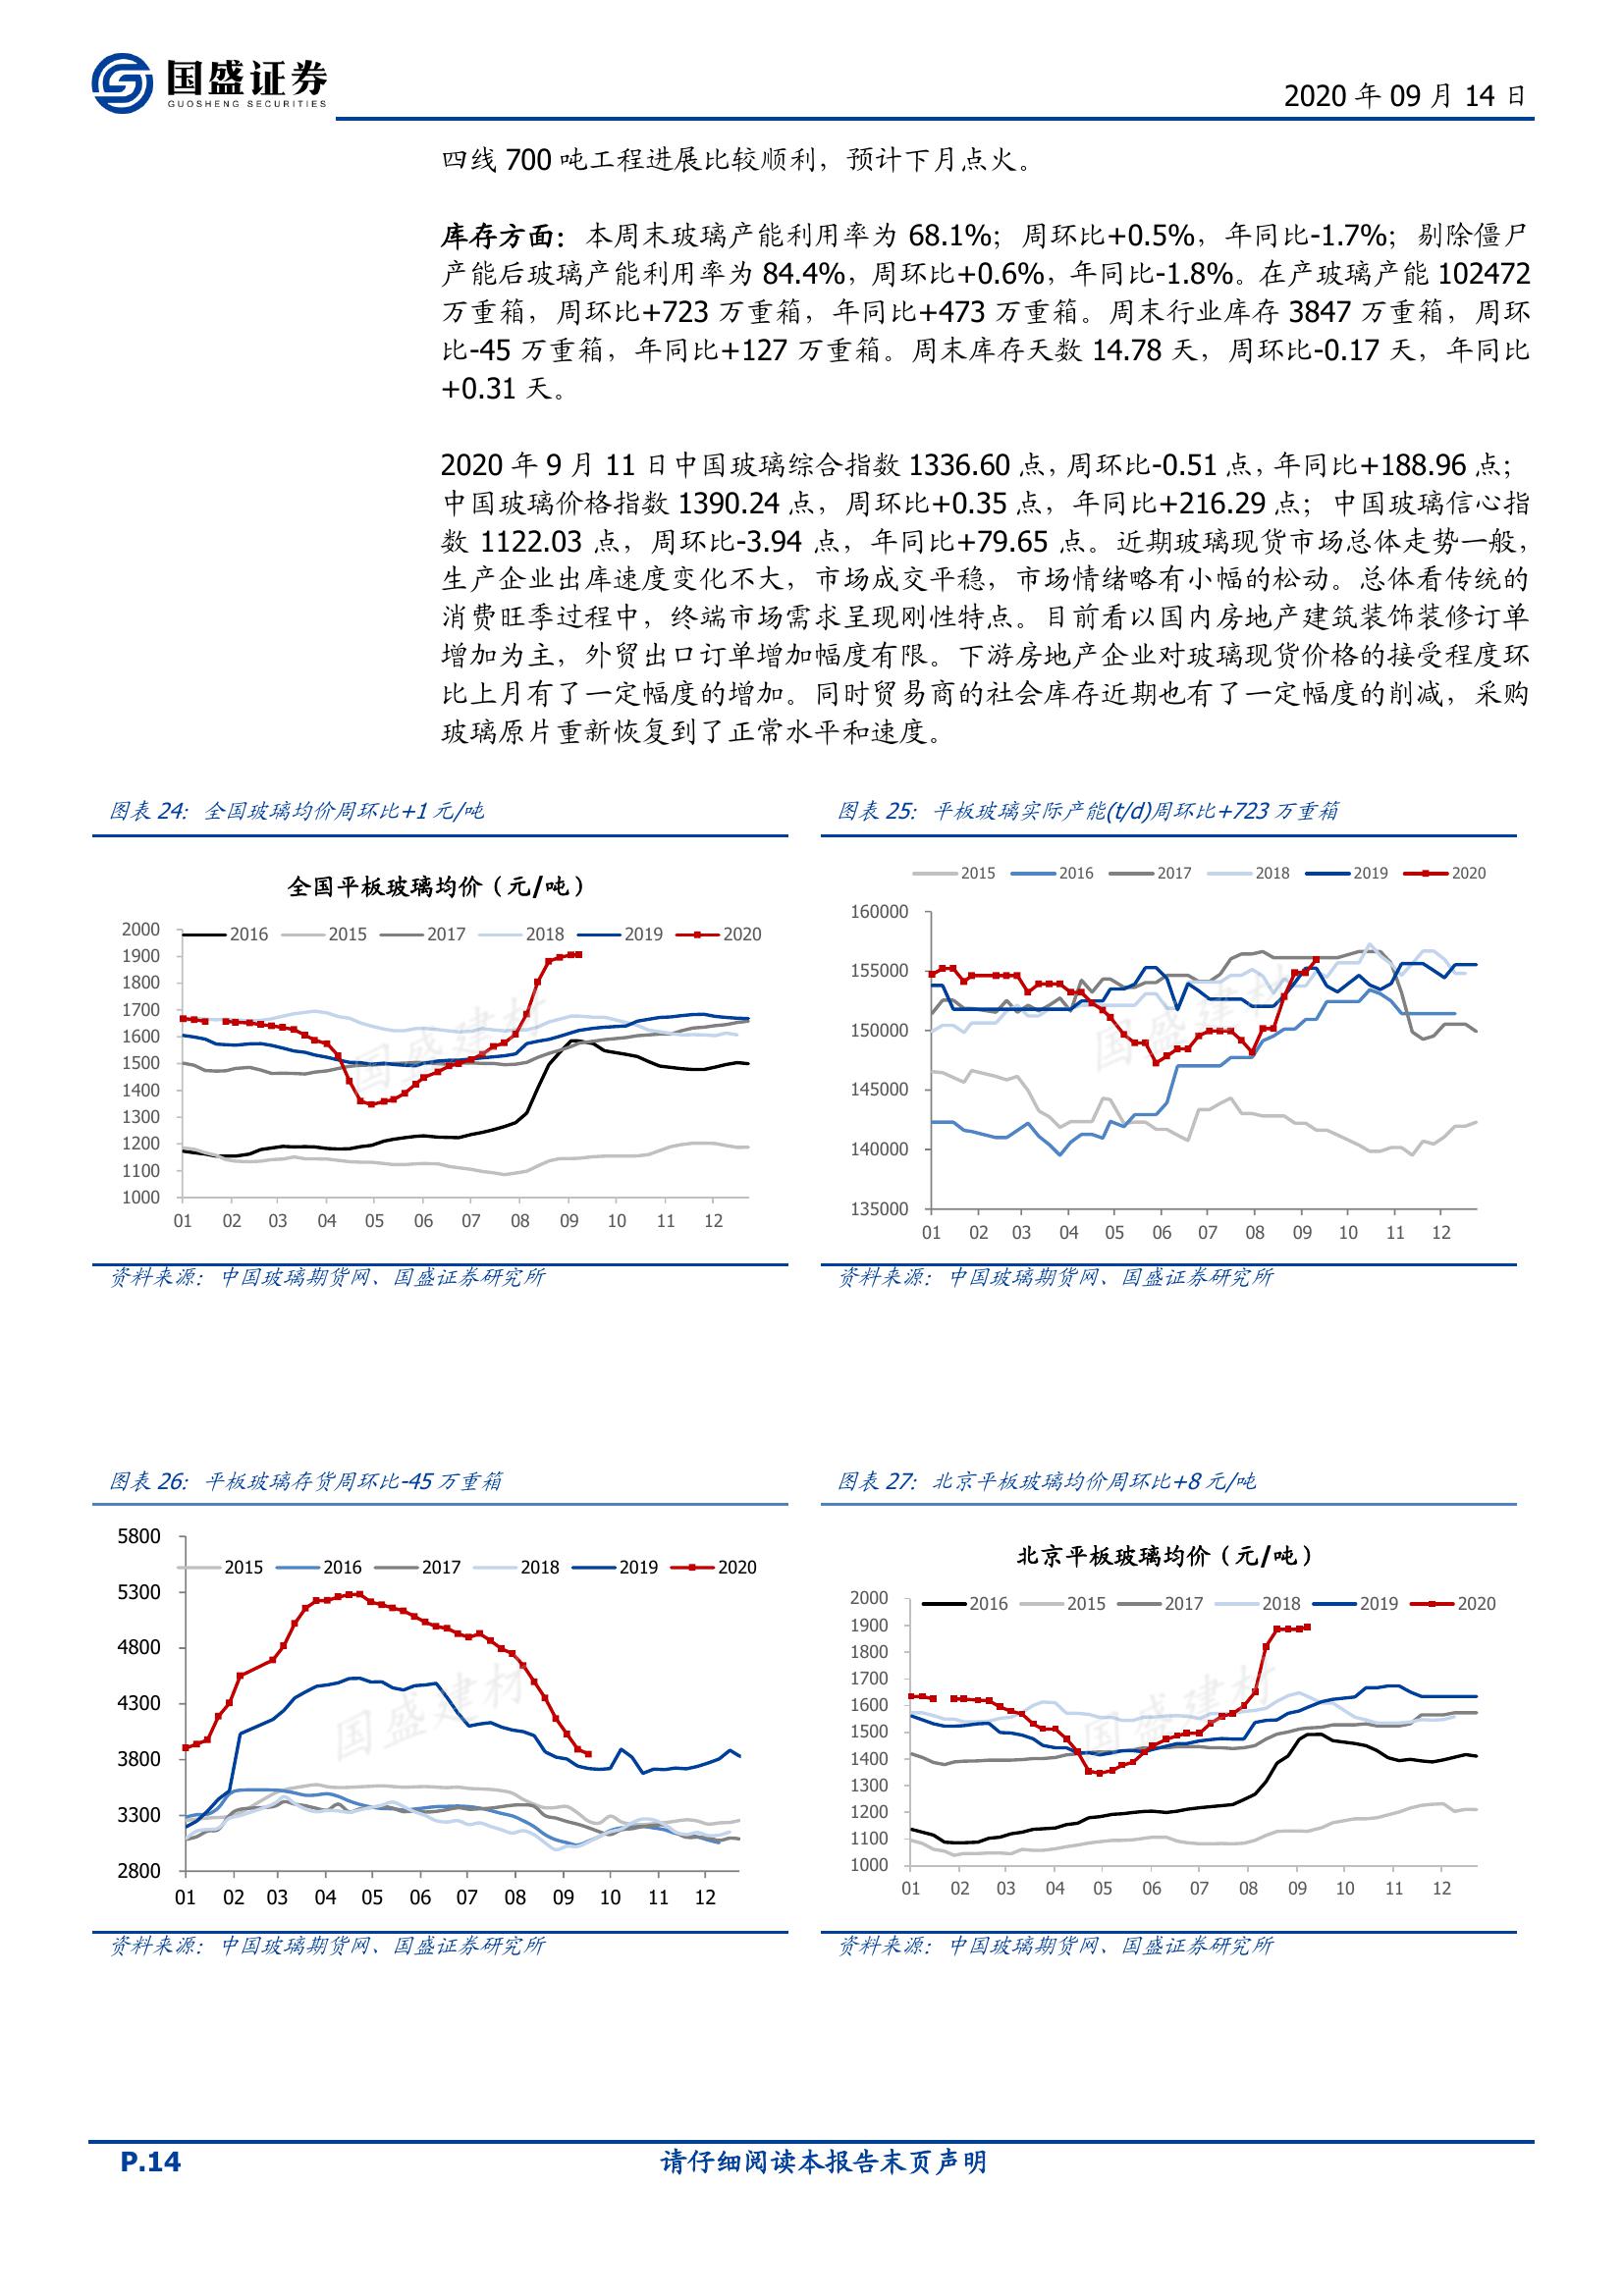 国盛证券
GUOSHENG SECURITIES
2020 年 09 月 14 日
四线 700 吨工程进展比较顺利，预计下月点火。
库存方面：本周末玻璃产能利用率为 68.1%；周环比+0.5%，年同比-1.7%；剔除僵尸
产能后玻璃产能利用率为 84.4%，周环比+0.6%，年同比-1.8%。在产玻璃产能 102472
万重箱，周环比+723 万重箱，年同比+473 万重箱。周末行业库存 3847 万重箱，周环
比-45 万重箱，年同比+127 万重箱。周末库存天数 14.78 天，周环比-0.17 天，年同比
+0.31 天。
2020 年 9 月 11 日中国玻璃综合指数 1336.60 点，周环比-0.51 点，年同比+188.96 点；
中国玻璃价格指数 1390.24 点，周环比+0.35 点，年同比+216.29 点；中国玻璃信心指
数 1122.03 点，周环比-3.94 点，年同比+79.65 点。近期玻璃现货市场总体走势一般，
生产企业出库速度变化不大，市场成交平稳，市场情绪略有小幅的松动。总体看传统的
消费旺季过程中，终端市场需求呈现刚性特点。目前看以国内房地产建筑装饰装修订单
增加为主，外贸出口订单增加幅度有限。下游房地产企业对玻璃现货价格的接受程度环
比上月有了一定幅度的增加。同时贸易商的社会库存近期也有了一定幅度的削减，采购
玻璃原片重新恢复到了正常水平和速度。
图表 24：全国玻璃均价周环比+1 元/吨
全国平板玻璃均价（元/吨）
2016 2015 2017 2018 2019 2020
2000
1900
1800
1700
1600
1500
1400
1300
1200
1100
1000
01 02 03 04 05 06 07 08 09 10 11 12
国盛建材
资料来源：中国玻璃期货网、国盛证券研究所
图表 25：平板玻璃实际产能(t/d)周环比+723 万重箱
2015 2016 2017 2018 2019 2020
160000
155000
150000
145000
140000
135000
01 02 03 04 05 06 07 08 09 10 11 12
国盛建材
资料来源：中国玻璃期货网、国盛证券研究所
图表 26：平板玻璃存货周环比-45 万重箱
2015 2016 2017 2018 2019 2020
5800
5300
4800
4300
3800
3300
2800
01 02 03 04 05 06 07 08 09 10 11 12
国盛建材
资料来源：中国玻璃期货网、国盛证券研究所
图表 27：北京平板玻璃均价周环比+8 元/吨
北京平板玻璃均价（元/吨）
2016 2015 2017 2018 2019 2020
2000
1900
1800
1700
1600
1500
1400
1300
1200
1100
1000
01 02 03 04 05 06 07 08 09 10 11 12
国盛建材
资料来源：中国玻璃期货网、国盛证券研究所
P.14
请仔细阅读本报告末页声明